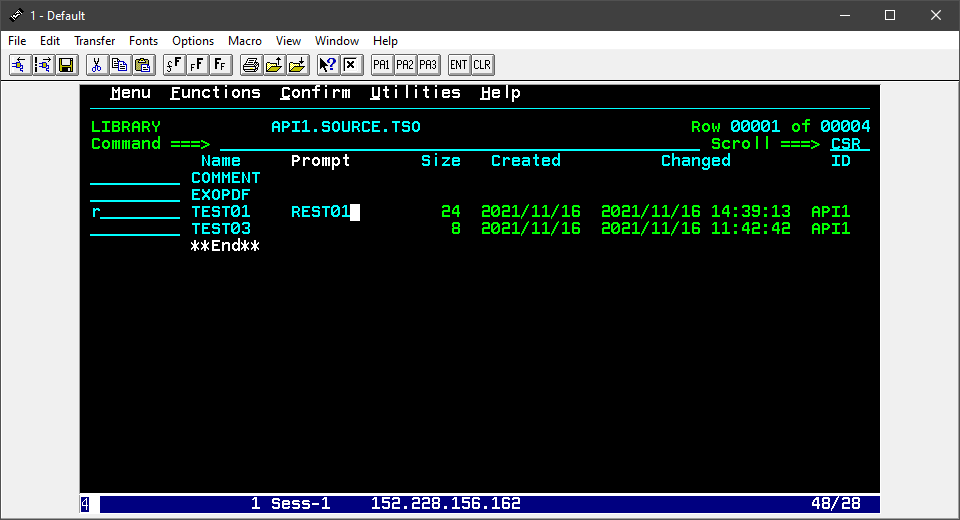 1 - Default
File Edit Transfer Fonts Options Macro View Window Help
SF FF FF ? PA1 PA2 PA3 ENT CLR
Menu Functions Confirm Utilities Help
LIBRARY API1.SOURCE.TSO Row 00001 of 00004
Command ===> Scroll ===> CSR
Name Prompt Size Created Changed ID
COMMENT
EXOPDF
r TEST01 REST01 24 2021/11/16 2021/11/16 14:39:13 API1
TEST03 8 2021/11/16 2021/11/16 11:42:42 API1
**End**
4 1 Sess-1 152.228.156.162 48/28